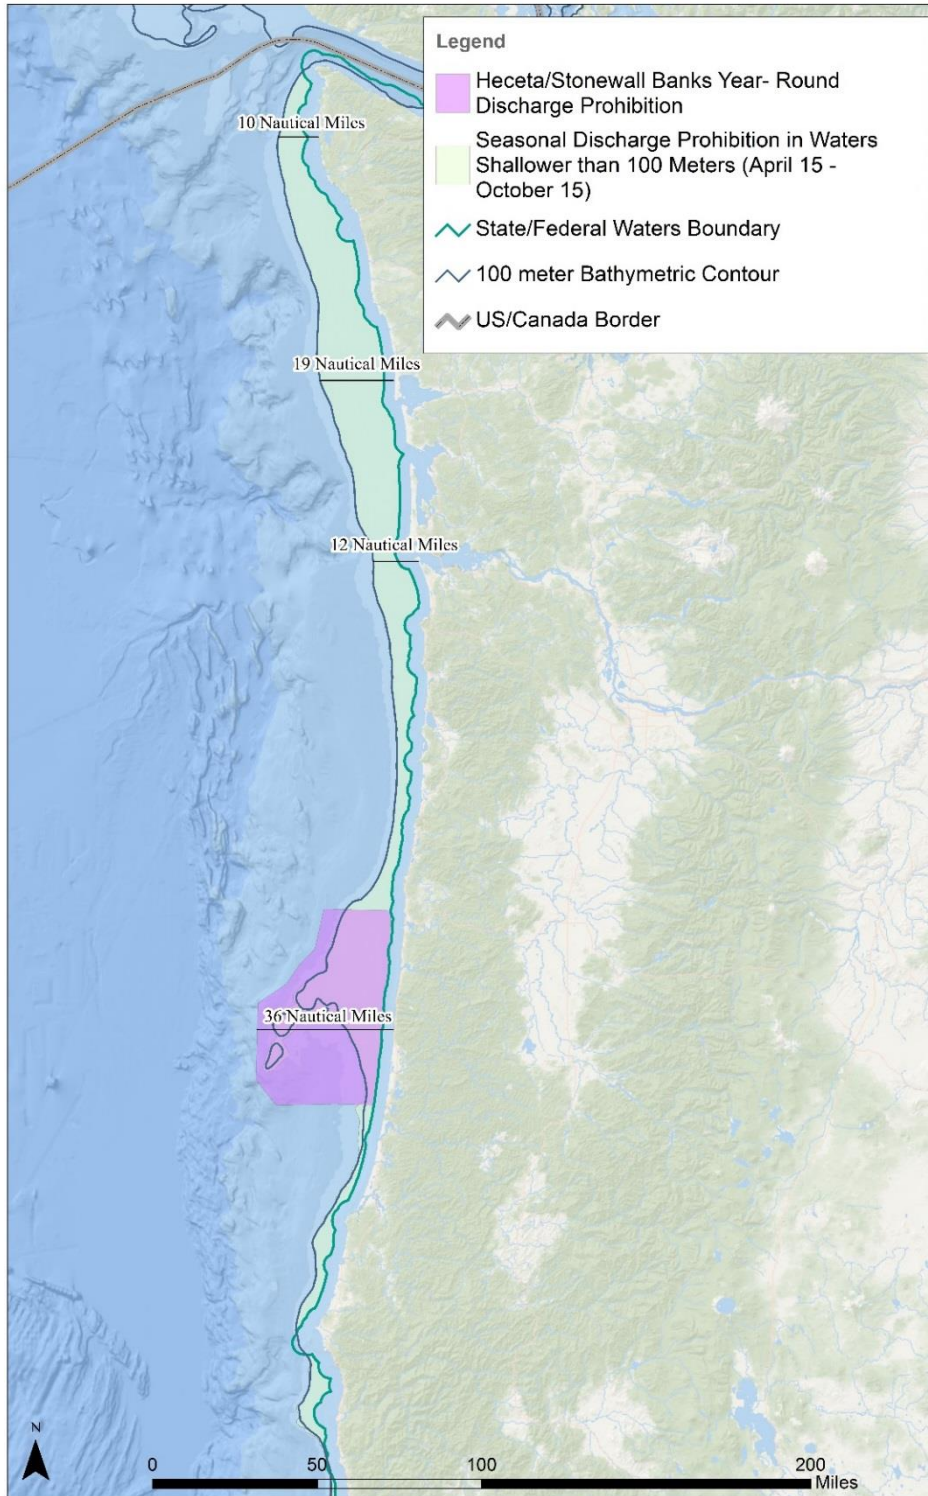 Legend
Heceta/Stonewall Banks Year- Round
Discharge Prohibition
Seasonal Discharge Prohibition in Waters
Shallower than 100 Meters (April 15 -
October 15)
State/Federal Waters Boundary
100 meter Bathymetric Contour
US/Canada Border
10 Nautical Miles
19 Nautical Miles
12 Nautical Miles
36 Nautical Miles
N
0 50 100 200
Miles